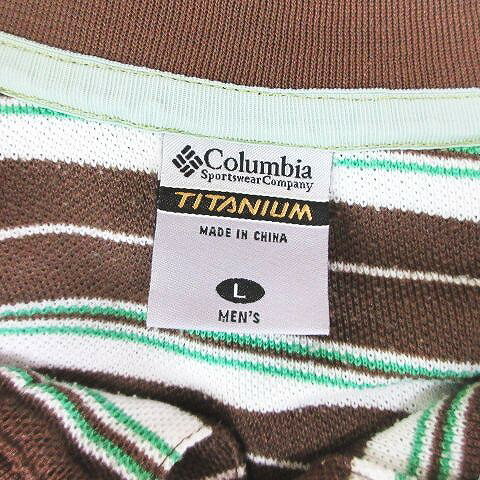 Columbia
Sportswear Company
TITANIUM
MADE IN CHINA
L
MEN'S